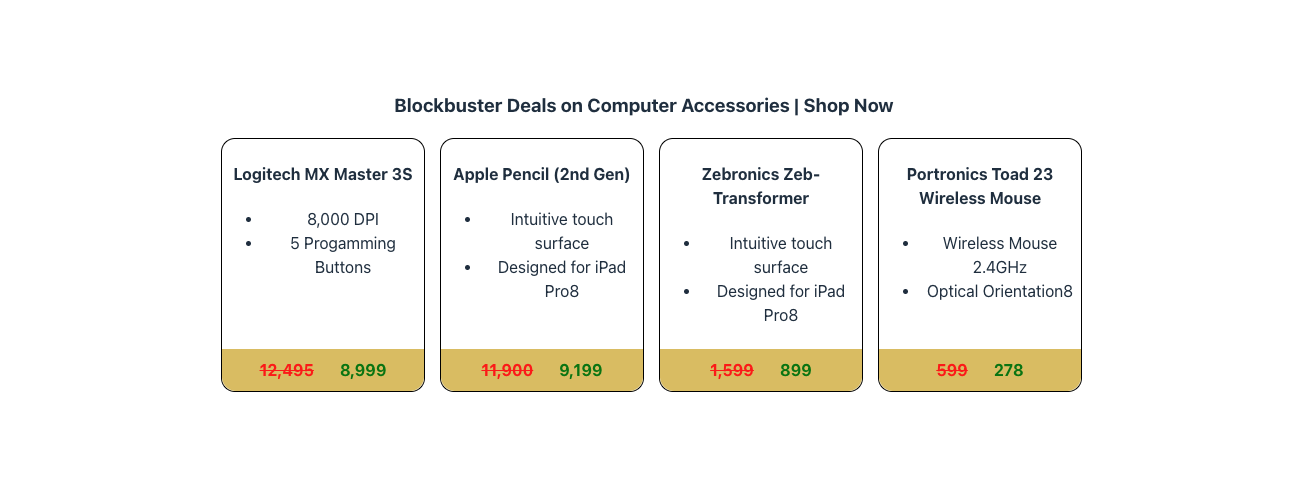 Blockbuster Deals on Computer Accessories | Shop Now
Logitech MX Master 3S
• 8,000 DPI
• 5 Progamming
Buttons
12,495 8,999
Apple Pencil (2nd Gen)
• Intuitive touch
surface
• Designed for iPad
Pro8
11,900 9,199
Zebronics Zeb-
Transformer
• Intuitive touch
surface
• Designed for iPad
Pro8
1,599 899
Portronics Toad 23
Wireless Mouse
• Wireless Mouse
2.4GHz
• Optical Orientation8
599 278